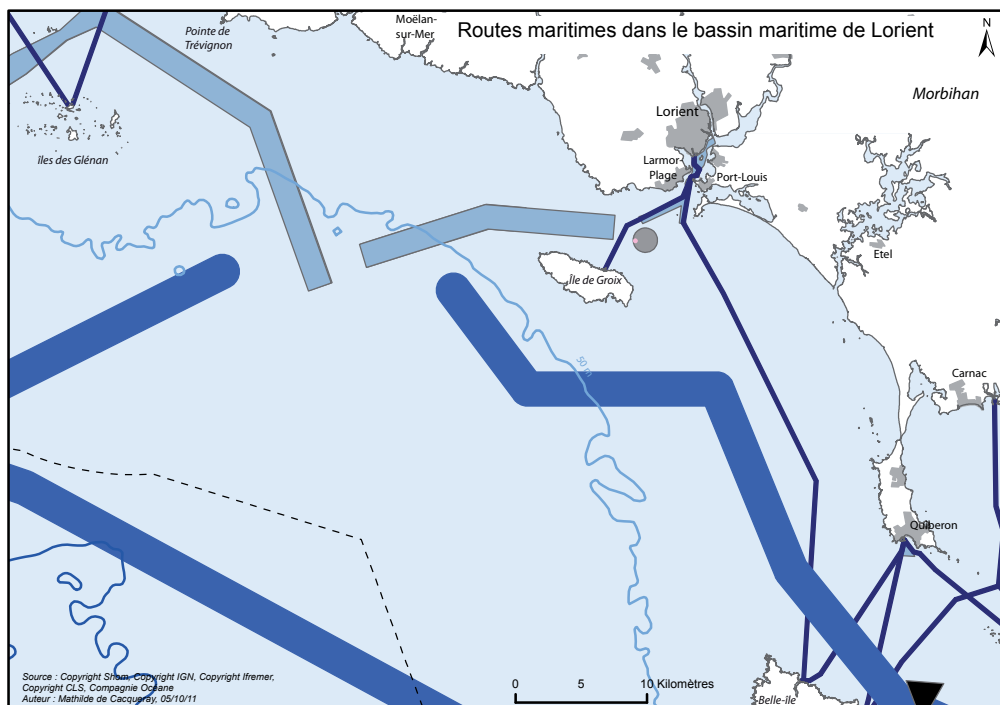 Routes maritimes dans le bassin maritime de Lorient
N
Moëlan-
sur-Mer
Pointe de
Trévignon
Morbihan
Lorient
îles des Glénan
Larmor
Plage
Port-Louis
Etel
Île de Groix
50 m
Carnac
Quiberon
Source : Copyright Shom, Copyright IGN, Copyright Ifremer,
Copyright CLS, Compagnie Océane
Auteur : Mathilde de Cacqueray, 05/10/11
0 5 10 Kilomètres
Belle-île